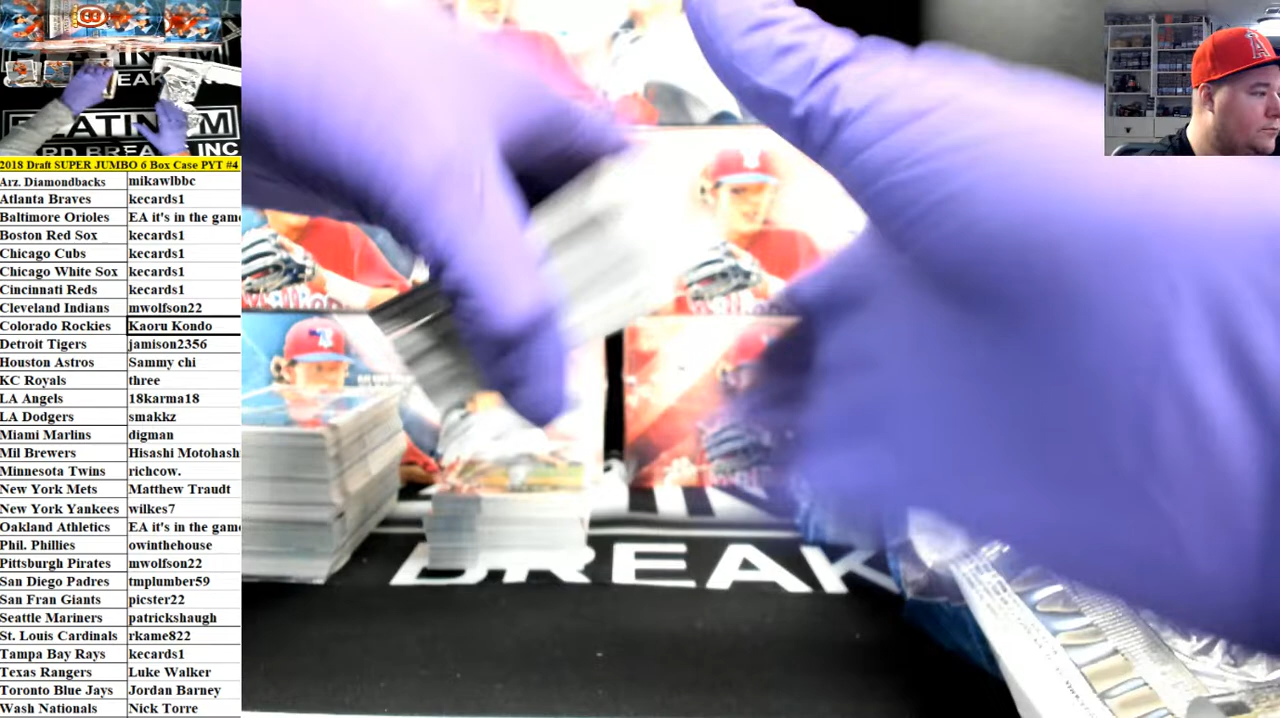 PLATINUM
BREAK
PLATINUM
RD BREAK INC
2018 Draft SUPER JUMBO 6 Box Case PYT #4
Arz. Diamondbacks mikawlbbc
Atlanta Braves kecards1
Baltimore Orioles EA it's in the game
Boston Red Sox kecards1
Chicago Cubs kecards1
Chicago White Sox kecards1
Cincinnati Reds kecards1
Cleveland Indians mwolfson22
Colorado Rockies Kaoru Kondo
Detroit Tigers jamison2356
Houston Astros Sammy chi
KC Royals three
LA Angels 18karma18
LA Dodgers smakkz
Miami Marlins digman
Mil Brewers Hisashi Motohash
Minnesota Twins richcow.
New York Mets Matthew Traudt
New York Yankees wilkes7
Oakland Athletics EA it's in the game
Phil. Phillies owinthehouse
Pittsburgh Pirates mwolfson22
San Diego Padres tmplumber59
San Fran Giants picster22
Seattle Mariners patrickshaugh
St. Louis Cardinals rkame822
Tampa Bay Rays kecards1
Texas Rangers Luke Walker
Toronto Blue Jays Jordan Barney
Wash Nationals Nick Torre
BREAK